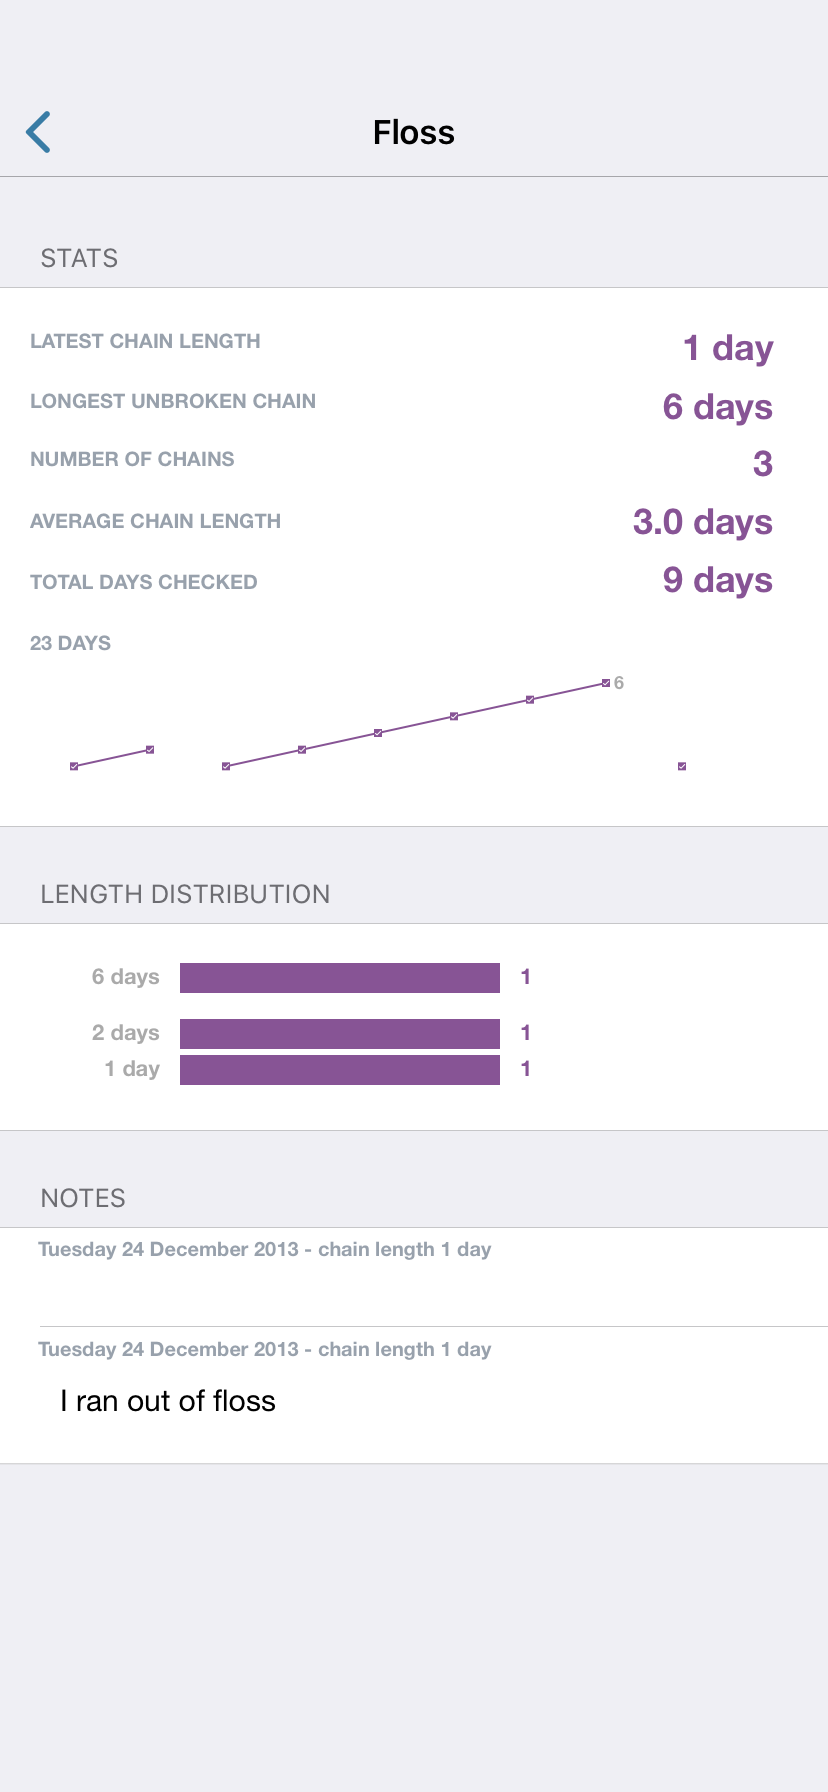 Floss
STATS
LATEST CHAIN LENGTH 1 day
LONGEST UNBROKEN CHAIN 6 days
NUMBER OF CHAINS 3
AVERAGE CHAIN LENGTH 3.0 days
TOTAL DAYS CHECKED 9 days
23 DAYS
6
LENGTH DISTRIBUTION
6 days 1
2 days 1
1 day 1
NOTES
Tuesday 24 December 2013 - chain length 1 day
Tuesday 24 December 2013 - chain length 1 day
I ran out of floss